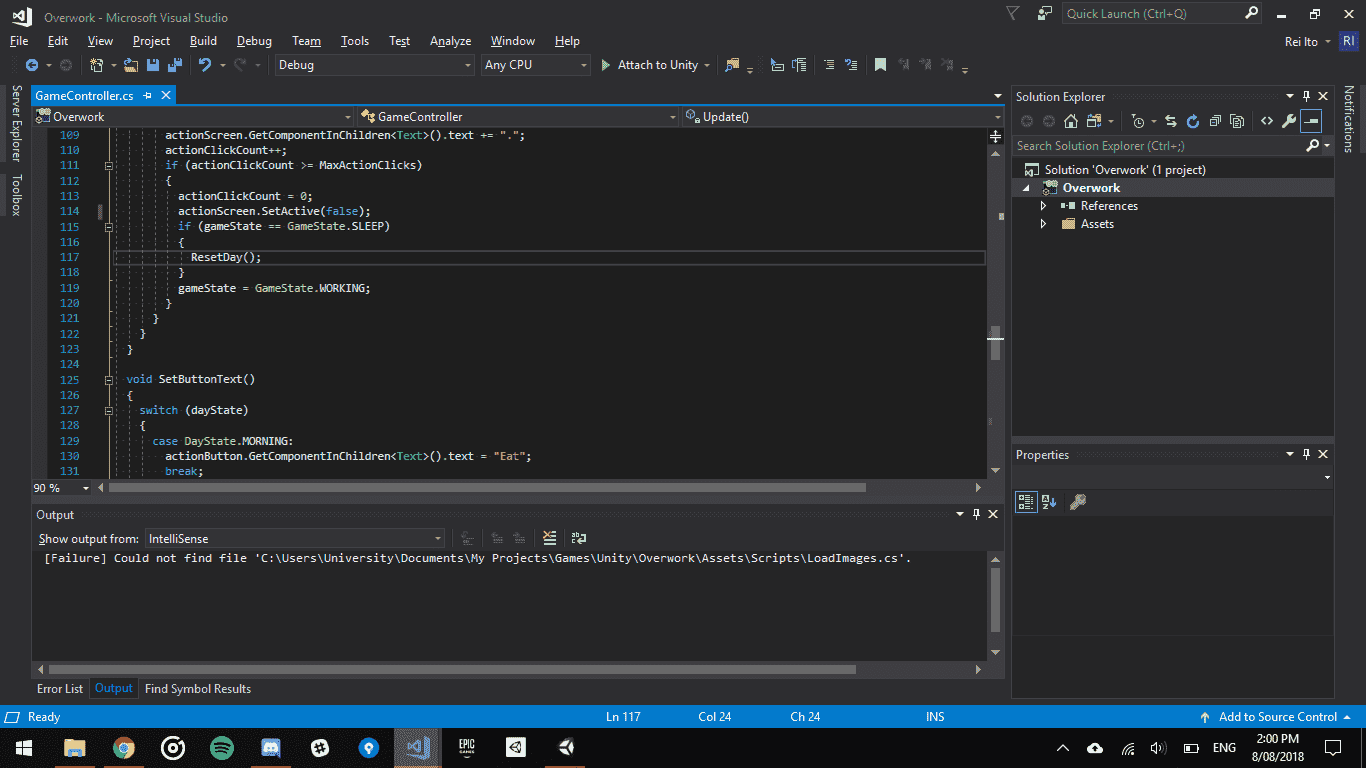 Overwork - Microsoft Visual Studio
Quick Launch (Ctrl+Q)
File Edit View Project Build Debug Team Tools Test Analyze Window Help
Rei Ito RI
Debug Any CPU Attach to Unity
Server Explorer
Toolbox
GameController.cs
Overwork GameController Update()
109 actionScreen.GetComponentInChildren<Text>().text += ".";
110 actionClickCount++;
111 if (actionClickCount >= MaxActionClicks)
112 {
113 actionClickCount = 0;
114 actionScreen.SetActive(false);
115 if (gameState == GameState.SLEEP)
116 {
117 ResetDay();
118 }
119 gameState = GameState.WORKING;
120 }
121 }
122 }
123 }
124
125 void SetButtonText()
126 {
127 switch (dayState)
128 {
129 case DayState.MORNING:
130 actionButton.GetComponentInChildren<Text>().text = "Eat";
131 break;
90 %
Output
Show output from: IntelliSense
[Failure] Could not find file 'C:\Users\University\Documents\My Projects\Games\Unity\Overwork\Assets\Scripts\LoadImages.cs'.
Error List Output Find Symbol Results
Solution Explorer
Search Solution Explorer (Ctrl+;)
Solution 'Overwork' (1 project)
Overwork
References
Assets
Properties
Notifications
Ready Ln 117 Col 24 Ch 24 INS Add to Source Control
EPIC
GAMES
ENG
2:00 PM
8/08/2018